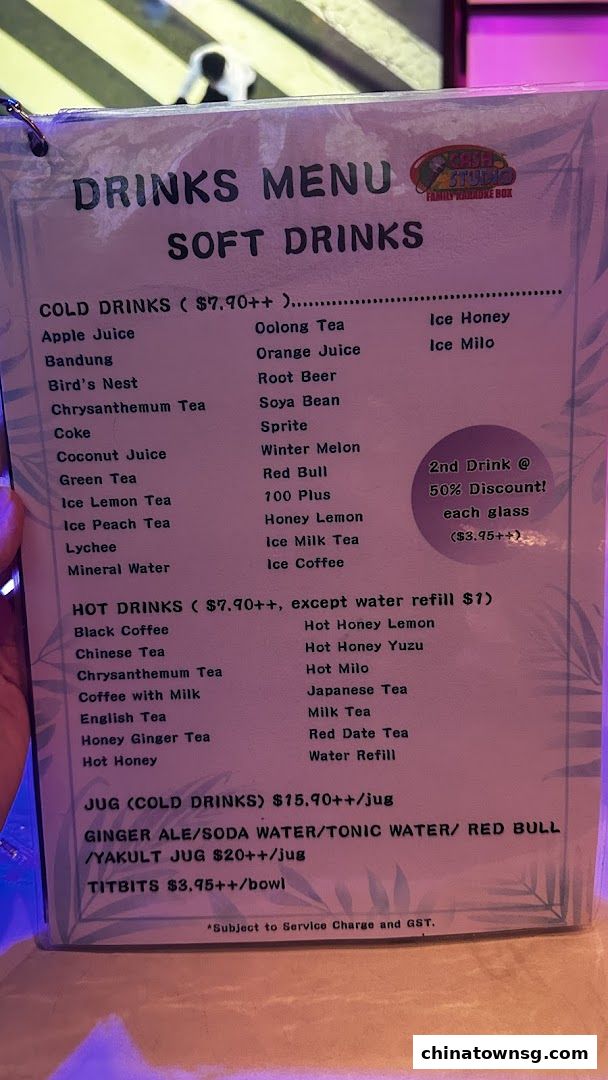 DRINKS MENU
CASH STUDIO
FAMILY KARAOKE BOX
SOFT DRINKS
COLD DRINKS ( $7.90++ )
Apple Juice
Bandung
Bird's Nest
Chrysanthemum Tea
Coke
Coconut Juice
Green Tea
Ice Lemon Tea
Ice Peach Tea
Lychee
Mineral Water
Oolong Tea
Orange Juice
Root Beer
Soya Bean
Sprite
Winter Melon
Red Bull
100 Plus
Honey Lemon
Ice Milk Tea
Ice Coffee
Ice Honey
Ice Milo
2nd Drink @
50% Discount!
each glass
($3.95++)
HOT DRINKS ( $7.90++, except water refill $1)
Black Coffee
Chinese Tea
Chrysanthemum Tea
Coffee with Milk
English Tea
Honey Ginger Tea
Hot Honey
Hot Honey Lemon
Hot Honey Yuzu
Hot Milo
Japanese Tea
Milk Tea
Red Date Tea
Water Refill
JUG (COLD DRINKS) $15.90++/jug
GINGER ALE/SODA WATER/TONIC WATER/ RED BULL
/YAKULT JUG $20++/jug
TITBITS $3.95++/bowl
*Subject to Service Charge and GST.
chinatownsg.com